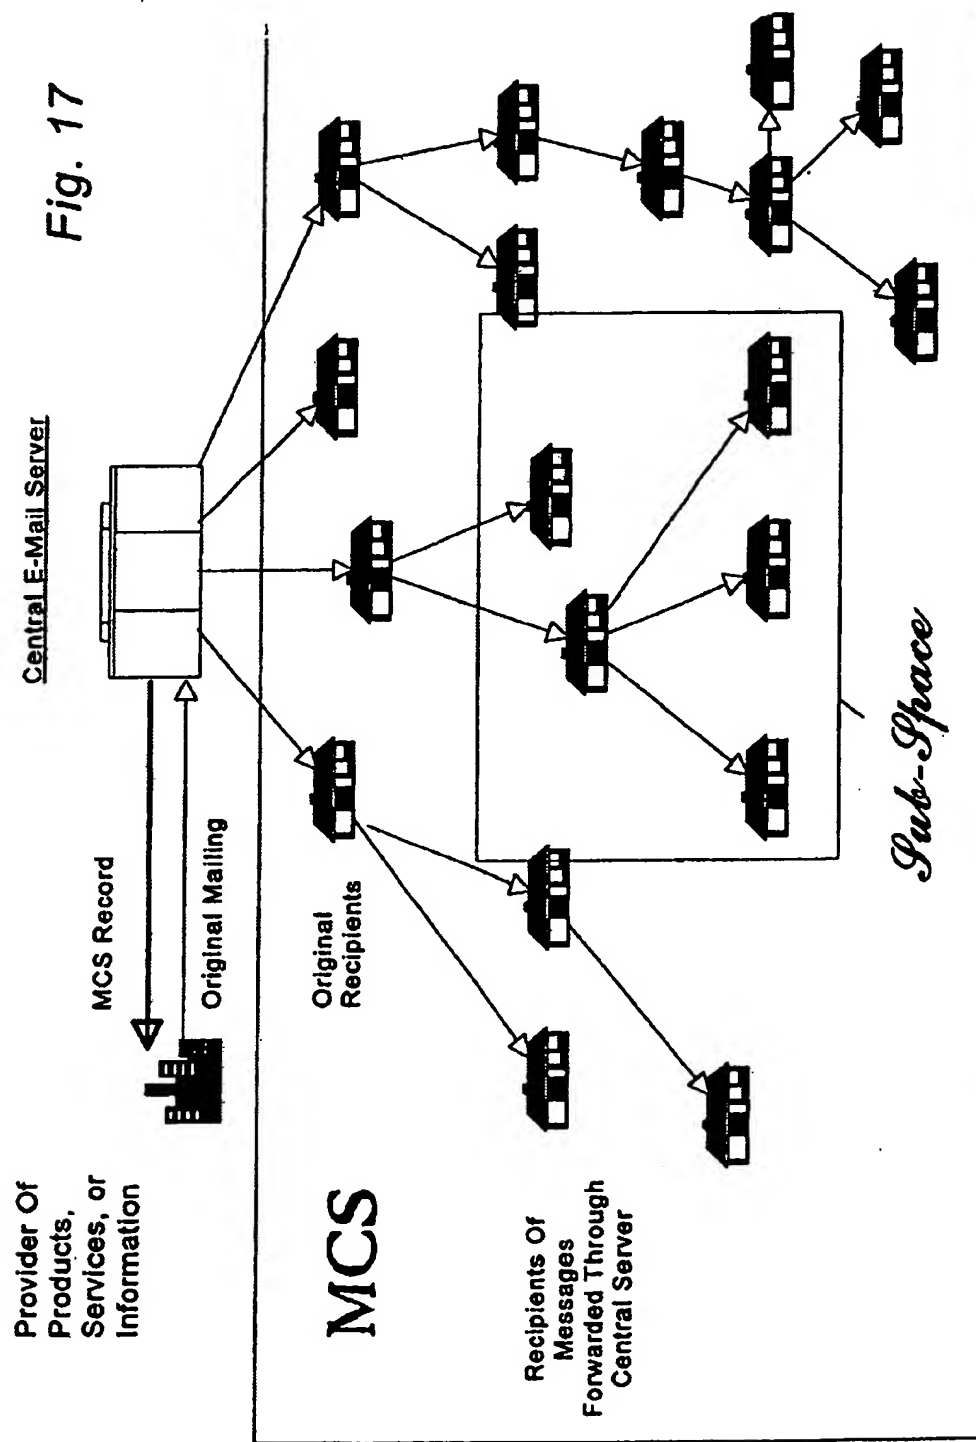 Fig. 17
Central E-Mail Server
Provider Of
Products,
Services, or
Information
MCS Record
Original Mailing
MCS
Original
Recipients
Recipients Of
Messages
Forwarded Through
Central Server
Sub-Space